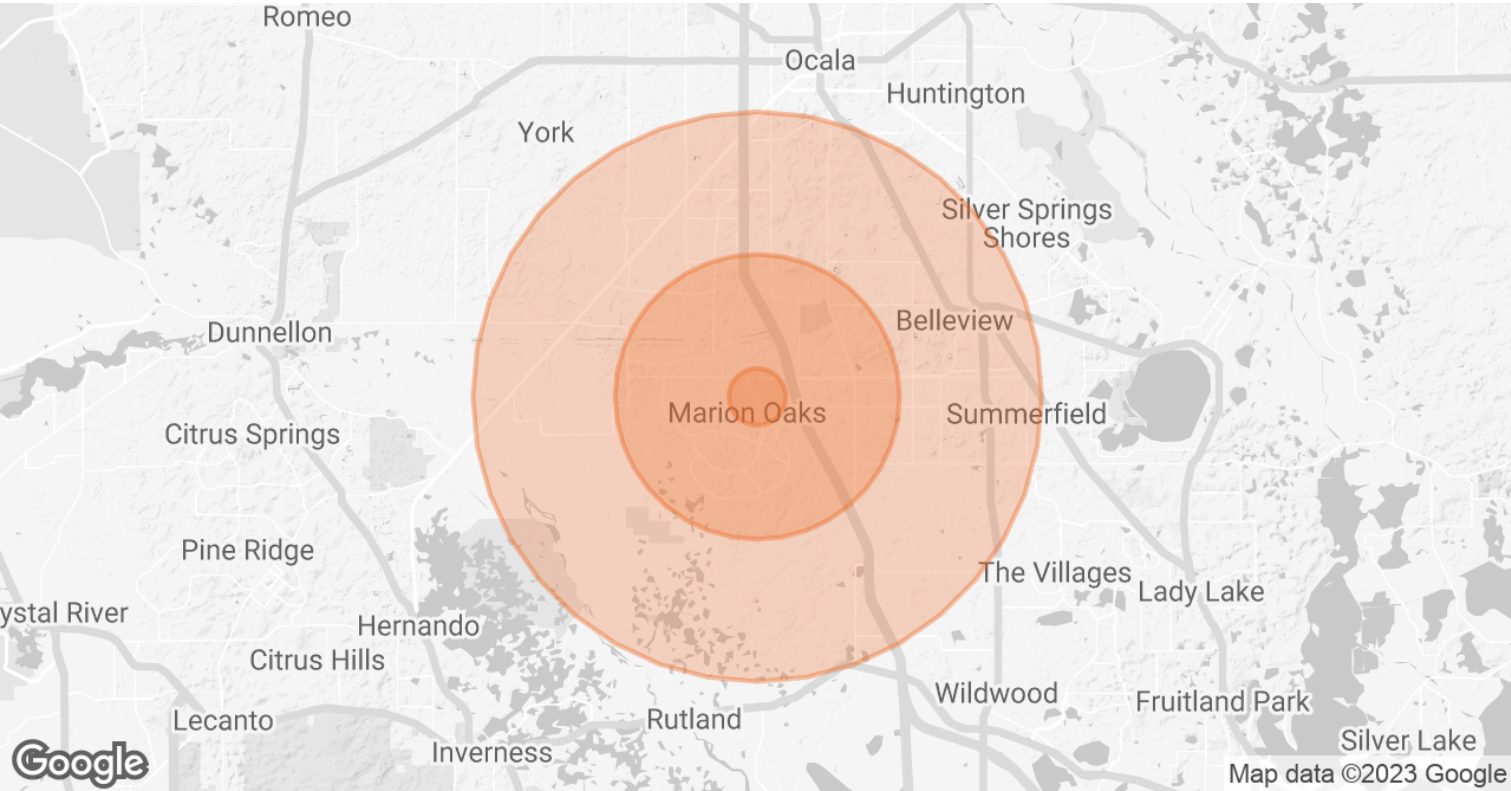 Romeo
Ocala
Huntington
York
Silver Springs
Shores
Belleview
Dunnellon
Marion Oaks
Summerfield
Citrus Springs
Pine Ridge
The Villages
Lady Lake
ystal River
Hernando
Citrus Hills
Wildwood
Fruitland Park
Lecanto
Rutland
Inverness
Silver Lake
Google
Map data ©2023 Google